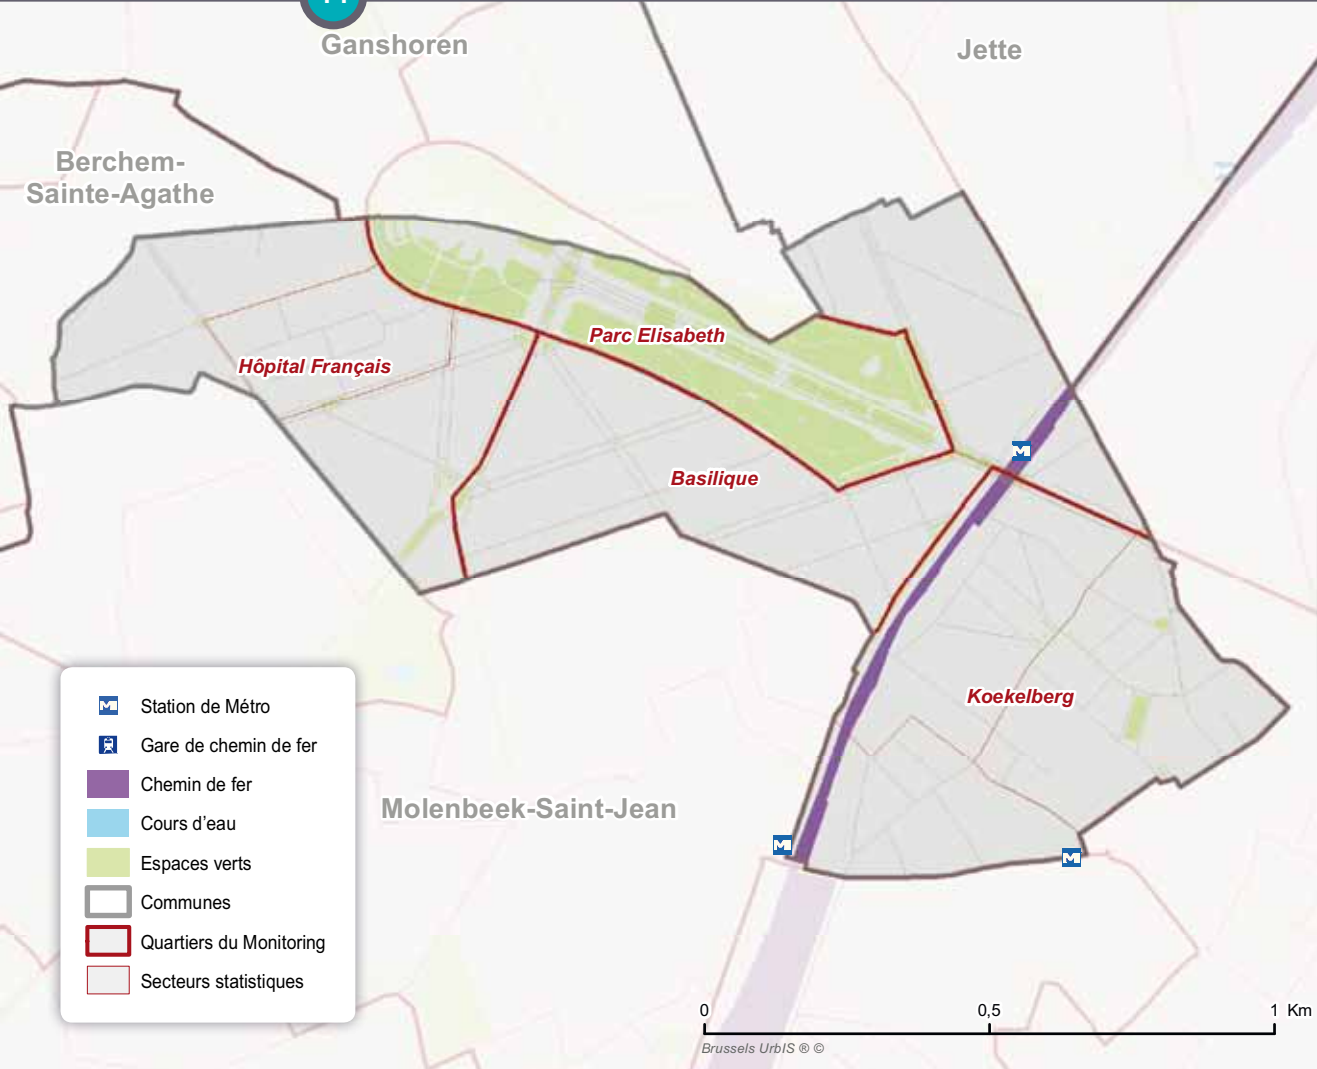 Ganshoren
Jette
Berchem-
Sainte-Agathe
Parc Elisabeth
Hôpital Français
Basilique
Koekelberg
Molenbeek-Saint-Jean
M
M
M
M Station de Métro
Gare de chemin de fer
Chemin de fer
Cours d'eau
Espaces verts
Communes
Quartiers du Monitoring
Secteurs statistiques
0 0,5 1 Km
Brussels UrbIS ® ©